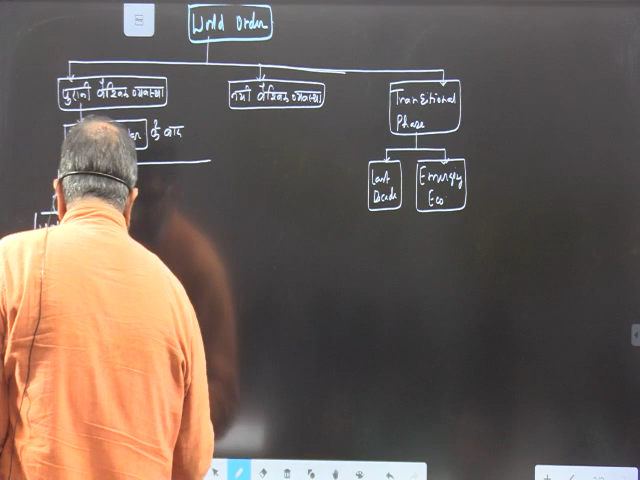 World Order
पुरानी वैश्विक व्यवस्था
नयी वैश्विक व्यवस्था
Transitional
Phase
के बाद
Last
Decade
Emerging
Eco